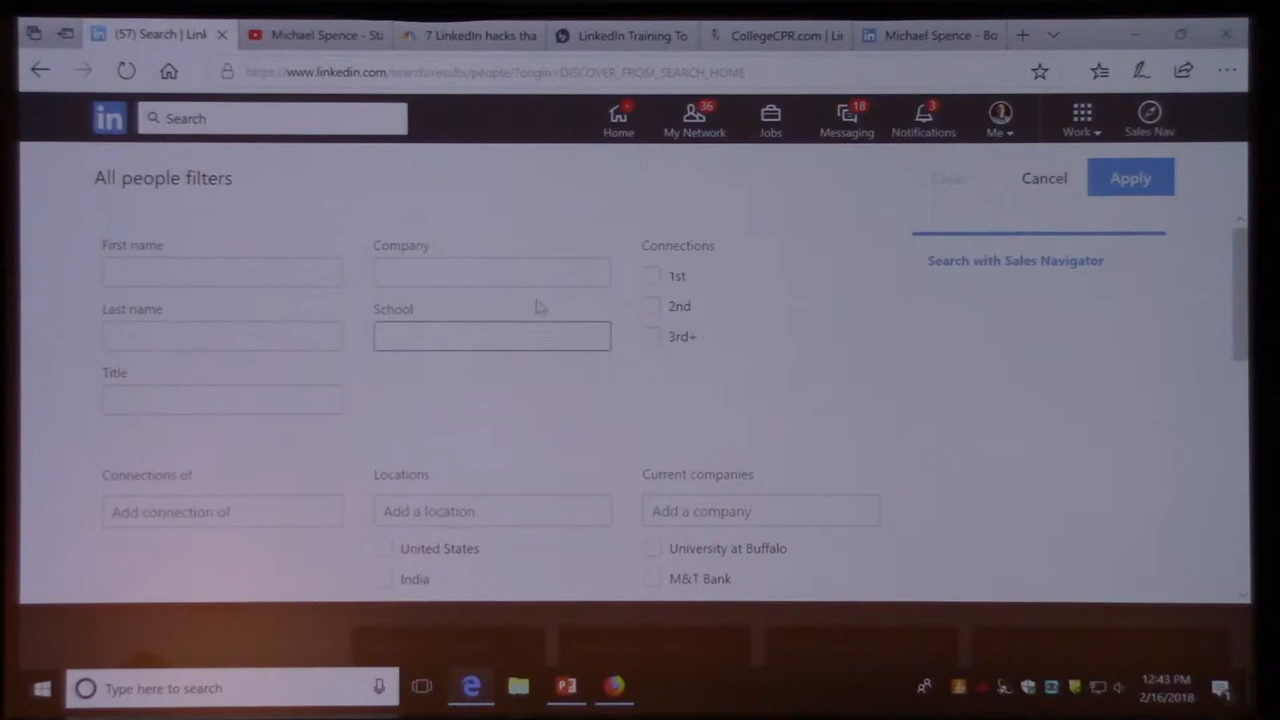 (57) Search | Link
Michael Spence - Sta
7 LinkedIn hacks tha
LinkedIn Training To
CollegeCPR.com | Li
Michael Spence - Bo
https://www.linkedin.com/search/results/people/?origin=DISCOVER_FROM_SEARCH_HOME
in
Search
Home
36
My Network
Jobs
18
Messaging
3
Notifications
Me
Work
Sales Nav
All people filters
Clear
Cancel
Apply
First name
Company
Connections
1st
Search with Sales Navigator
Last name
School
2nd
3rd+
Title
Connections of
Locations
Current companies
Add connection of
Add a location
Add a company
United States
University at Buffalo
India
M&T Bank
Type here to search
12:43 PM
2/16/2018